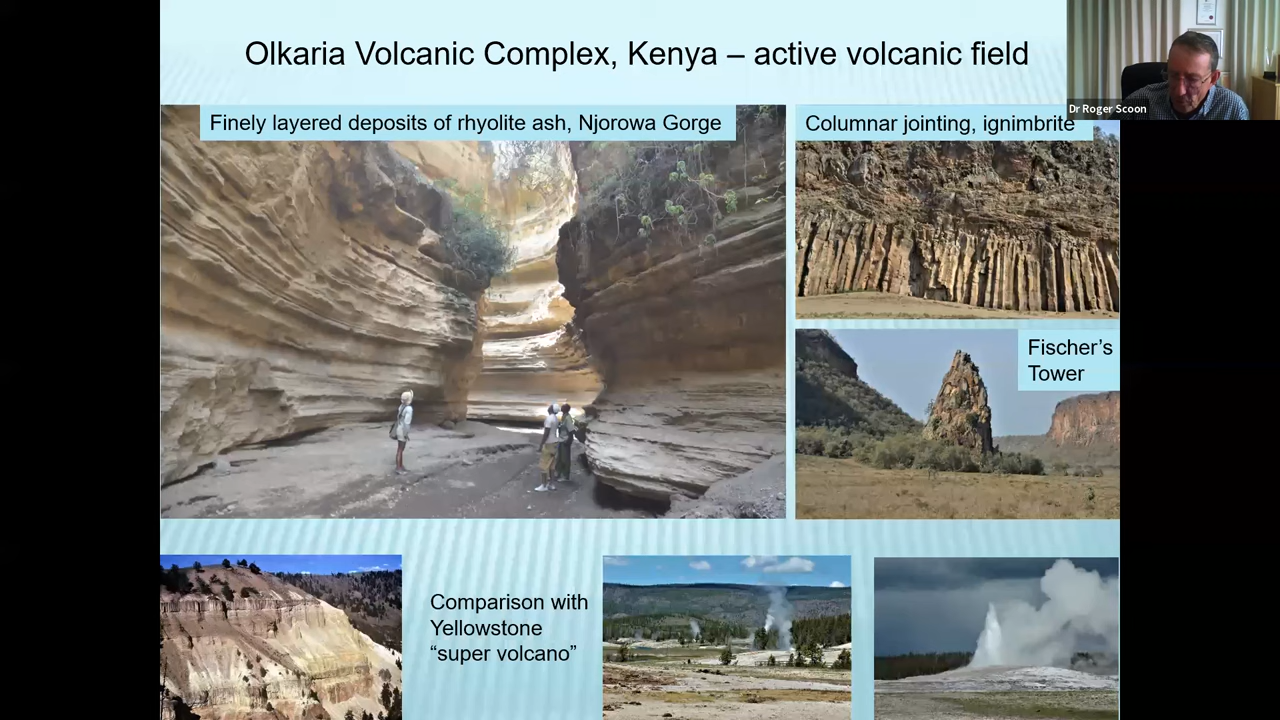 Olkaria Volcanic Complex, Kenya – active volcanic field
Dr Roger Scoon
Finely layered deposits of rhyolite ash, Njorowa Gorge
Columnar jointing, ignimbrite
Fischer’s
Tower
Comparison with
Yellowstone
“super volcano”